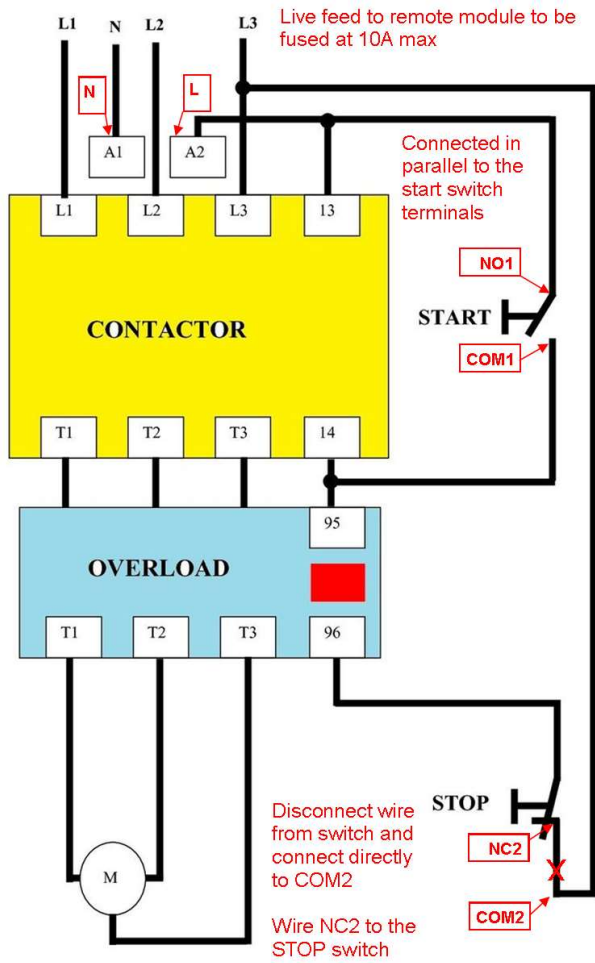 L1
N
L2
L3
Live feed to remote module to be
fused at 10A max
N
L
A1
A2
Connected in
parallel to the
start switch
terminals
L1
L2
L3
13
NO1
START
CONTACTOR
COM1
T1
T2
T3
14
95
OVERLOAD
T1
T2
T3
96
STOP
Disconnect wire
from switch and
connect directly
to COM2
NC2
X
M
COM2
Wire NC2 to the
STOP switch